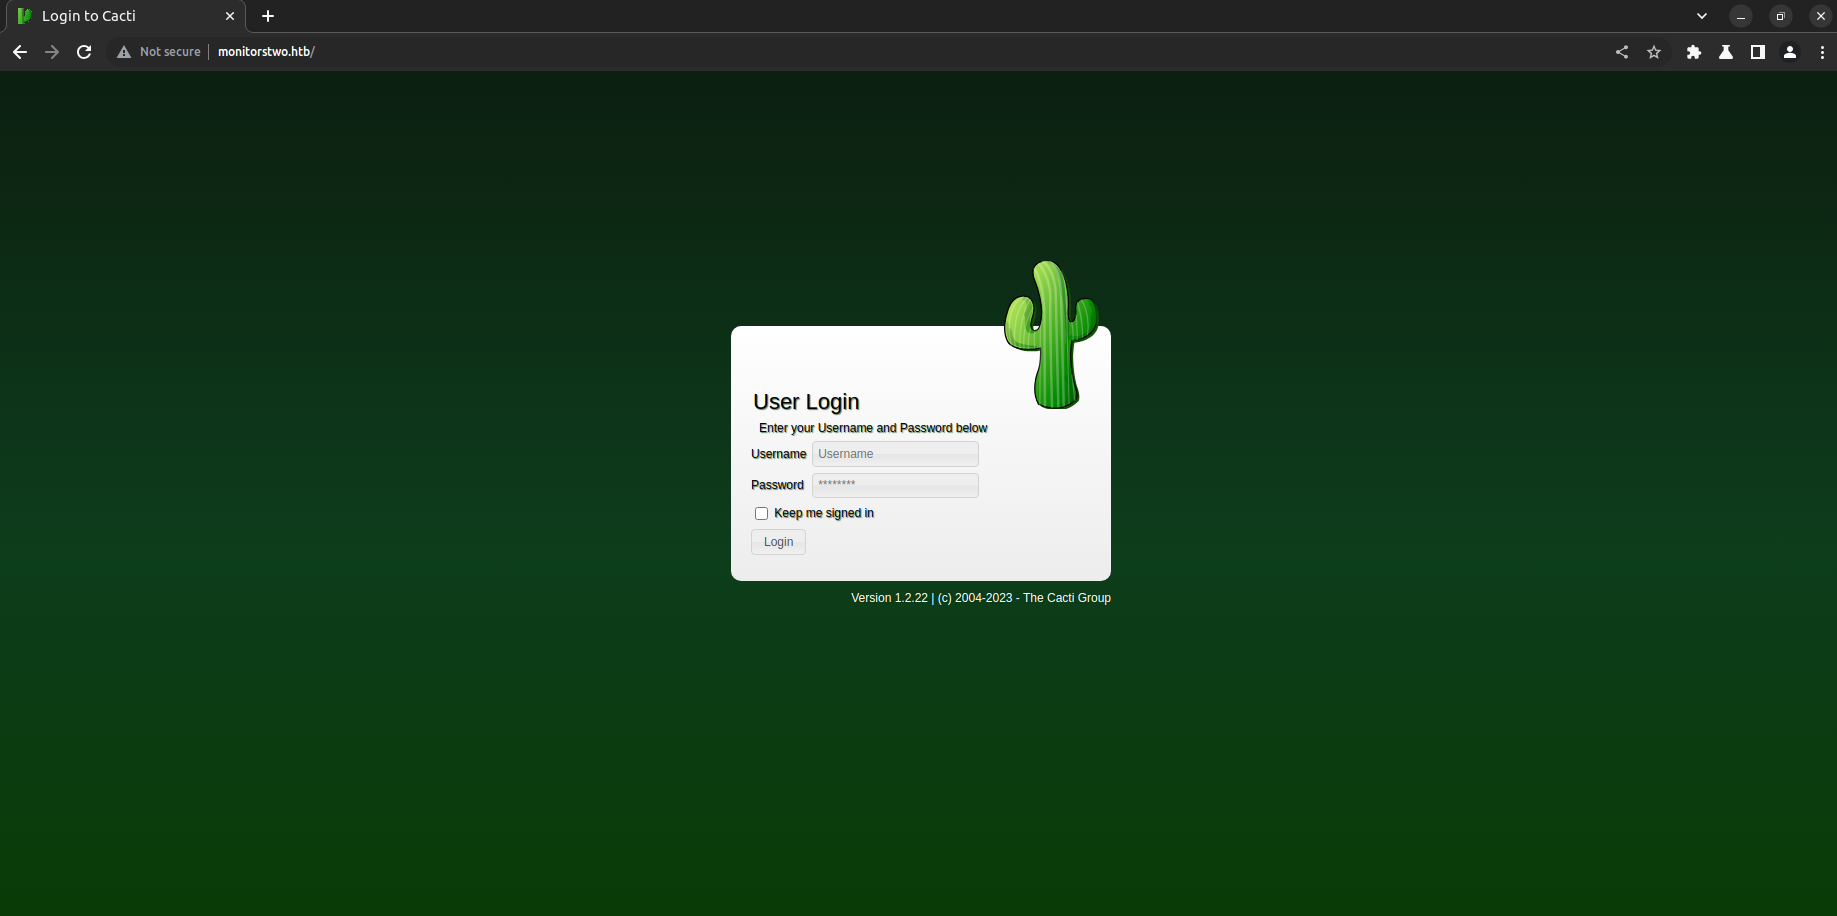 Login to Cacti
Not secure
monitorstwo.htb/
User Login
Enter your Username and Password below
Username Username
Password ********
Keep me signed in
Login
Version 1.2.22 | (c) 2004-2023 - The Cacti Group